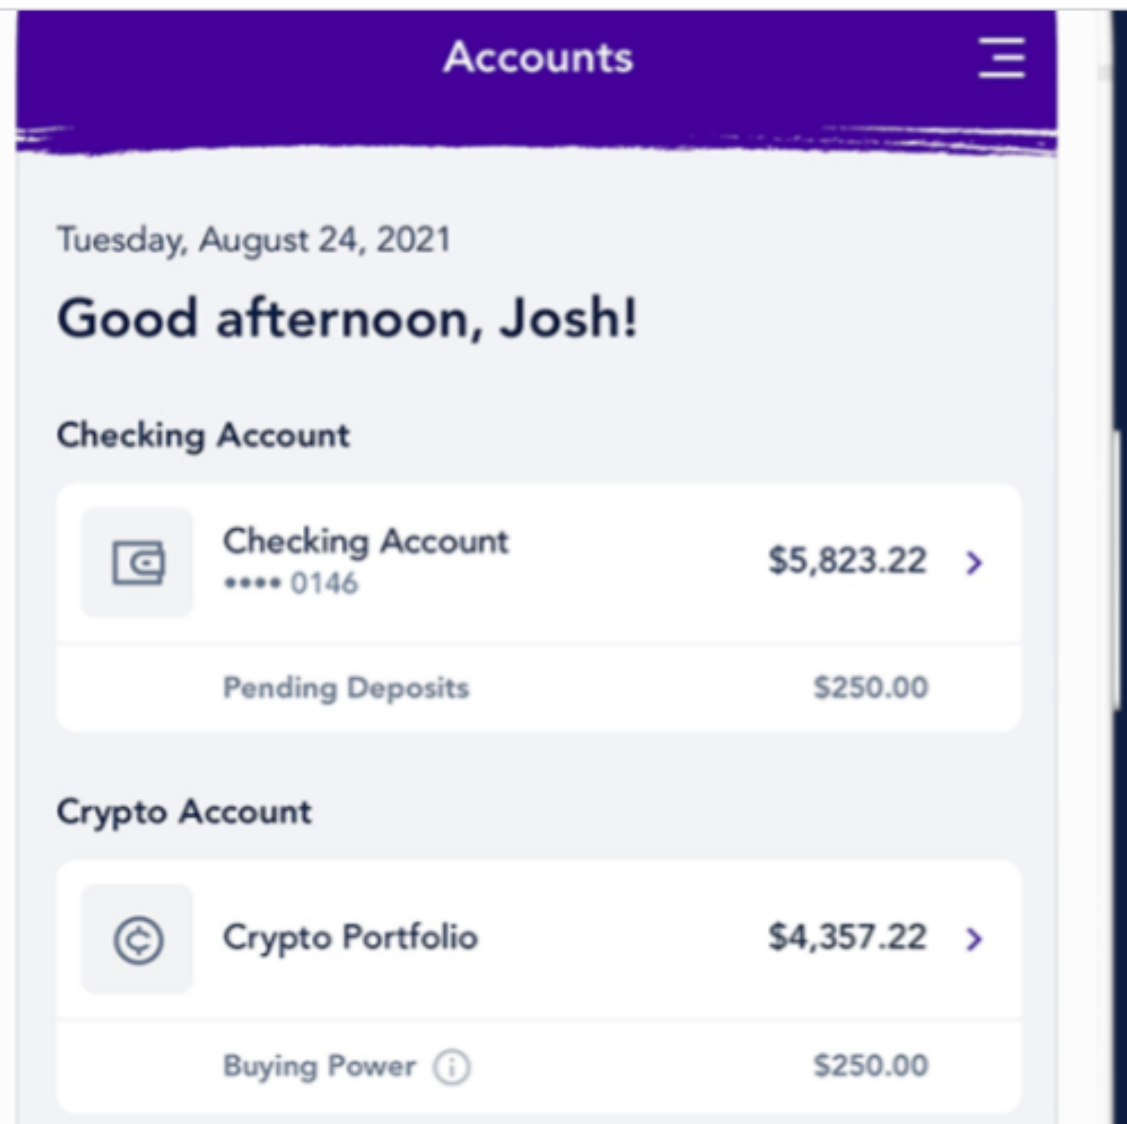 Accounts
Tuesday, August 24, 2021
Good afternoon, Josh!
Checking Account
Checking Account $5,823.22
•••• 0146
Pending Deposits $250.00
Crypto Account
Crypto Portfolio $4,357.22
Buying Power $250.00